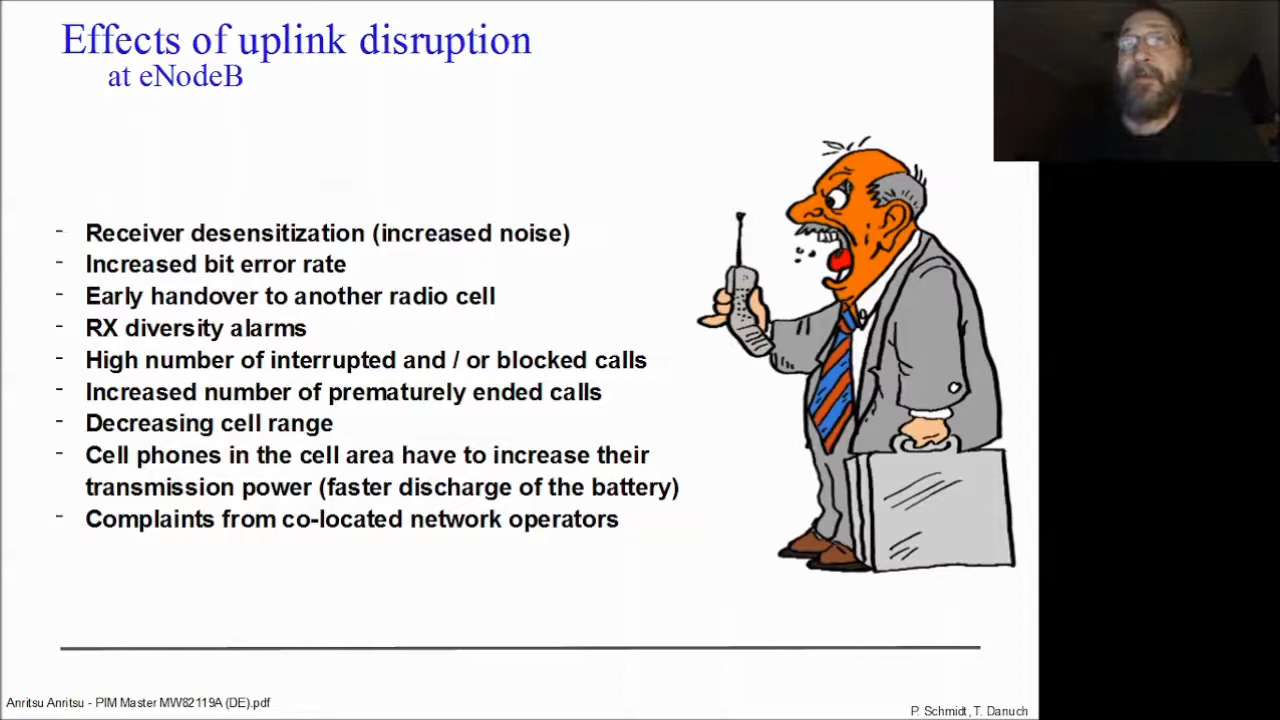 Effects of uplink disruption
at eNodeB
- Receiver desensitization (increased noise)
- Increased bit error rate
- Early handover to another radio cell
- RX diversity alarms
- High number of interrupted and / or blocked calls
- Increased number of prematurely ended calls
- Decreasing cell range
- Cell phones in the cell area have to increase their
transmission power (faster discharge of the battery)
- Complaints from co-located network operators
Anritsu Anritsu - PIM Master MW82119A (DE).pdf
P. Schmidt, T. Danuch